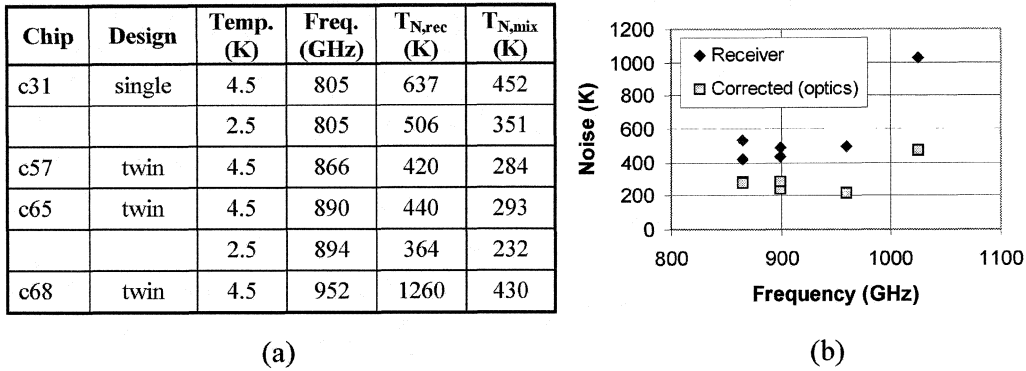 Chip Design Temp. (K) Freq. (GHz) T_N,rec (K) T_N,mix (K)
c31 single 4.5 805 637 452
2.5 805 506 351
c57 twin 4.5 866 420 284
c65 twin 4.5 890 440 293
2.5 894 364 232
c68 twin 4.5 952 1260 430
(a)
1200
1000
800
600
400
200
0
Noise (K)
Receiver
Corrected (optics)
800 900 1000 1100
Frequency (GHz)
(b)